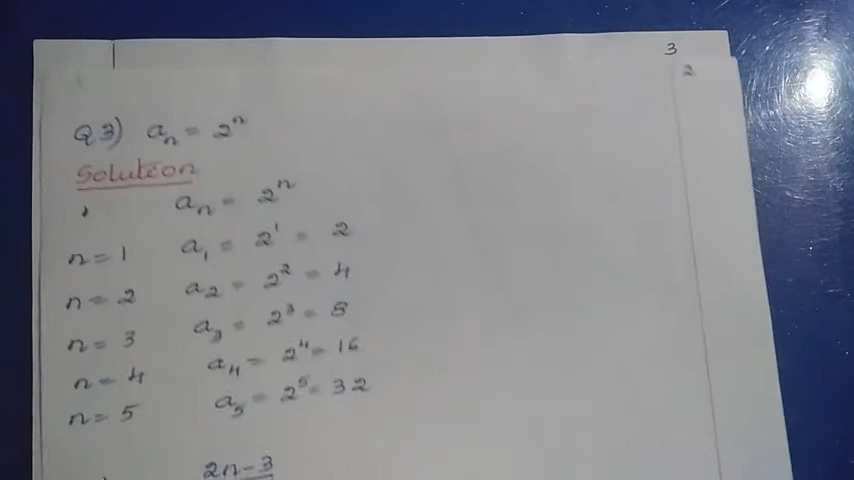 3
2
Q3) aₙ = 2ⁿ
Solution
aₙ = 2ⁿ
n = 1 a₁ = 2¹ = 2
n = 2 a₂ = 2² = 4
n = 3 a₃ = 2³ = 8
n = 4 a₄ = 2⁴ = 16
n = 5 a₅ = 2⁵ = 32
2n-3